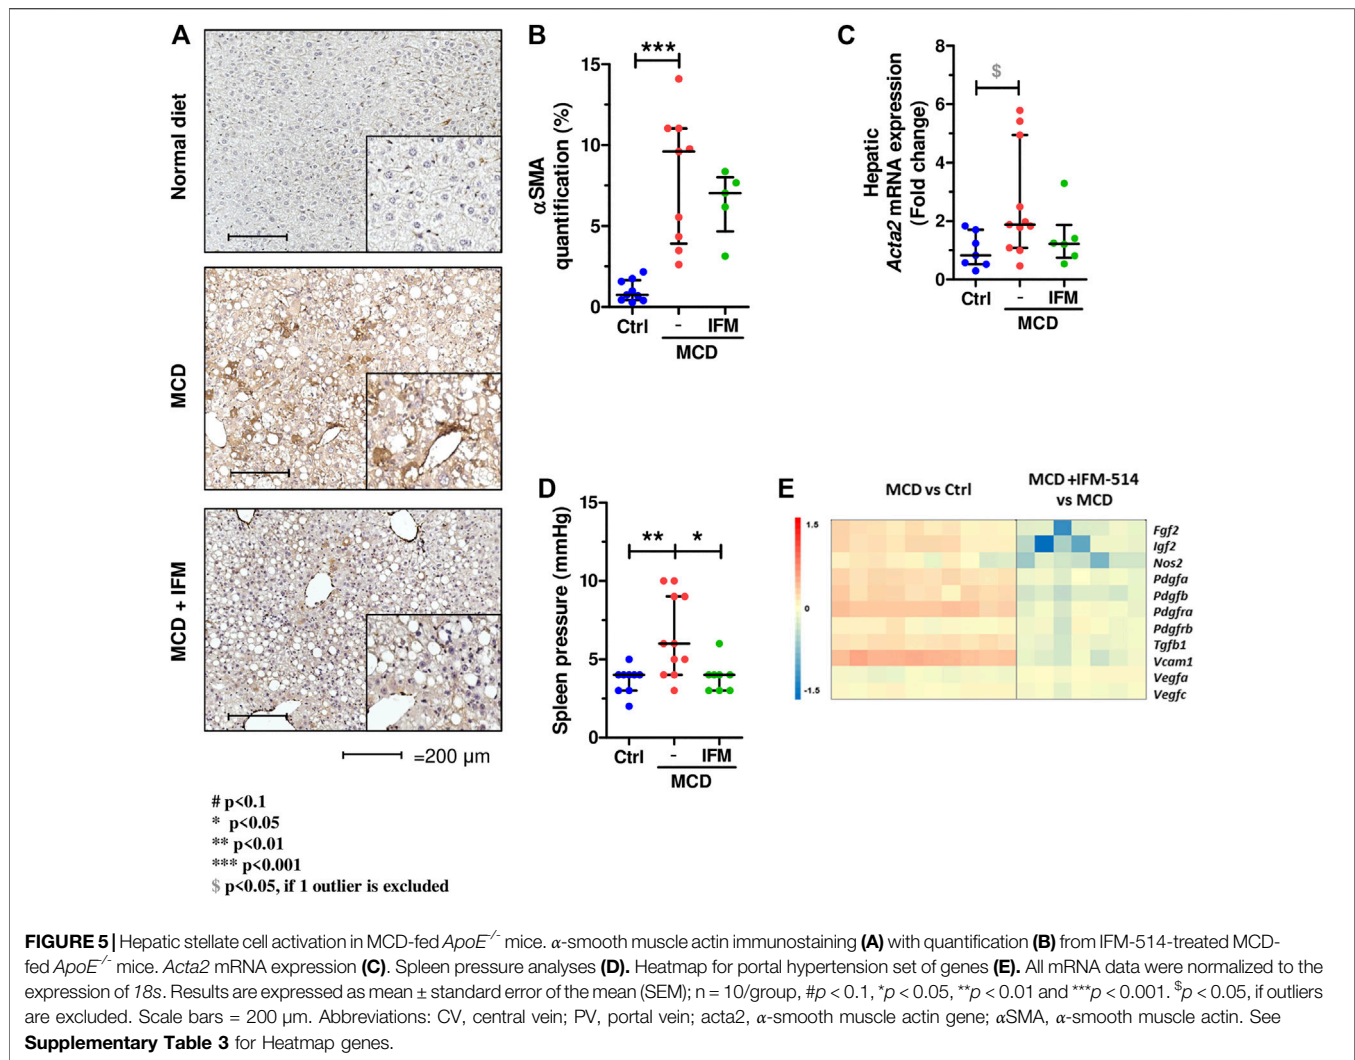 A
Normal diet
MCD
MCD + IFM
=200 μm
# p<0.1
* p<0.05
** p<0.01
*** p<0.001
$ p<0.05, if 1 outlier is excluded
B
αSMA
quantification (%)
15
10
5
0
***
Ctrl - IFM
MCD
C
Hepatic
Acta2 mRNA expression
(Fold change)
8
6
4
2
0
$
Ctrl - IFM
MCD
D
Spleen pressure (mmHg)
15
10
5
0
** *
Ctrl - IFM
MCD
E
MCD vs Ctrl
MCD +IFM-514
vs MCD
1.5
0
-1.5
Fgf2
Igf2
Nos2
Pdgfa
Pdgfb
Pdgfra
Pdgfrb
Tgfb1
Vcam1
Vegfa
Vegfc
FIGURE 5 | Hepatic stellate cell activation in MCD-fed ApoE-/- mice. α-smooth muscle actin immunostaining (A) with quantification (B) from IFM-514-treated MCD-
fed ApoE-/- mice. Acta2 mRNA expression (C). Spleen pressure analyses (D). Heatmap for portal hypertension set of genes (E). All mRNA data were normalized to the
expression of 18s. Results are expressed as mean ± standard error of the mean (SEM); n = 10/group, #p < 0.1, *p < 0.05, **p < 0.01 and ***p < 0.001. $p < 0.05, if outliers
are excluded. Scale bars = 200 μm. Abbreviations: CV, central vein; PV, portal vein; acta2, α-smooth muscle actin gene; αSMA, α-smooth muscle actin. See
Supplementary Table 3 for Heatmap genes.